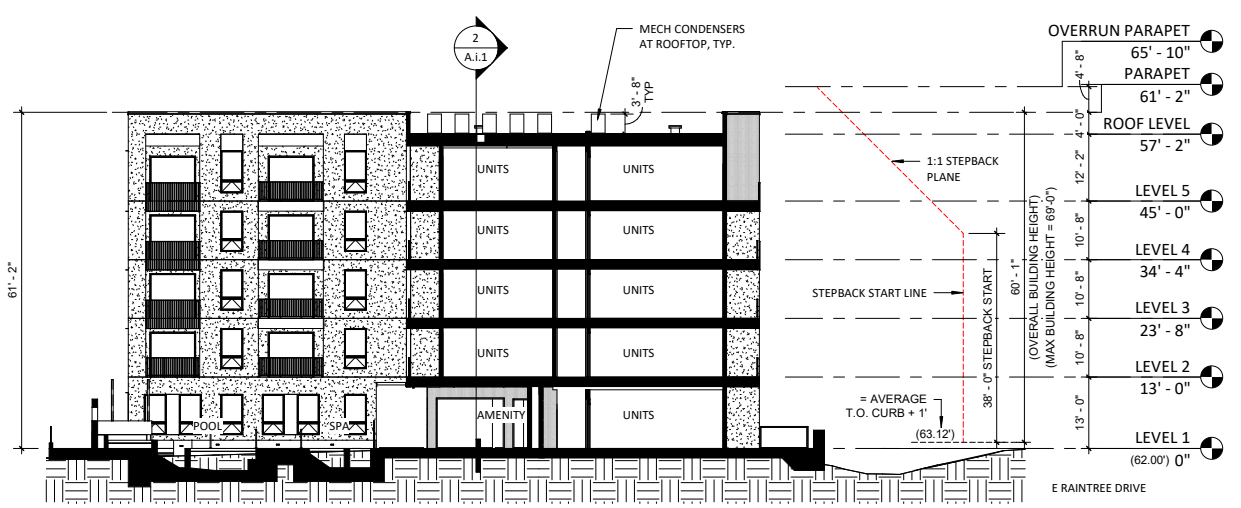 2
A.i.1
MECH CONDENSERS
AT ROOFTOP, TYP.
3' - 8"
TYP
OVERRUN PARAPET
65' - 10"
4' - 8"
PARAPET
61' - 2"
4' - 0"
ROOF LEVEL
57' - 2"
12' - 2"
1:1 STEPBACK
PLANE
LEVEL 5
45' - 0"
10' - 8"
LEVEL 4
34' - 4"
10' - 8"
STEPBACK START LINE
LEVEL 3
23' - 8"
10' - 8"
LEVEL 2
13' - 0"
13' - 0"
LEVEL 1
(62.00') 0"
E RAINTREE DRIVE
61' - 2"
UNITS
UNITS
UNITS
UNITS
UNITS
UNITS
UNITS
UNITS
AMENITY
UNITS
POOL
SPA
= AVERAGE
T.O. CURB + 1'
(63.12')
38' - 0" STEPBACK START
60' - 1"
(OVERALL BUILDING HEIGHT)
(MAX BUILDING HEIGHT = 69'-0")